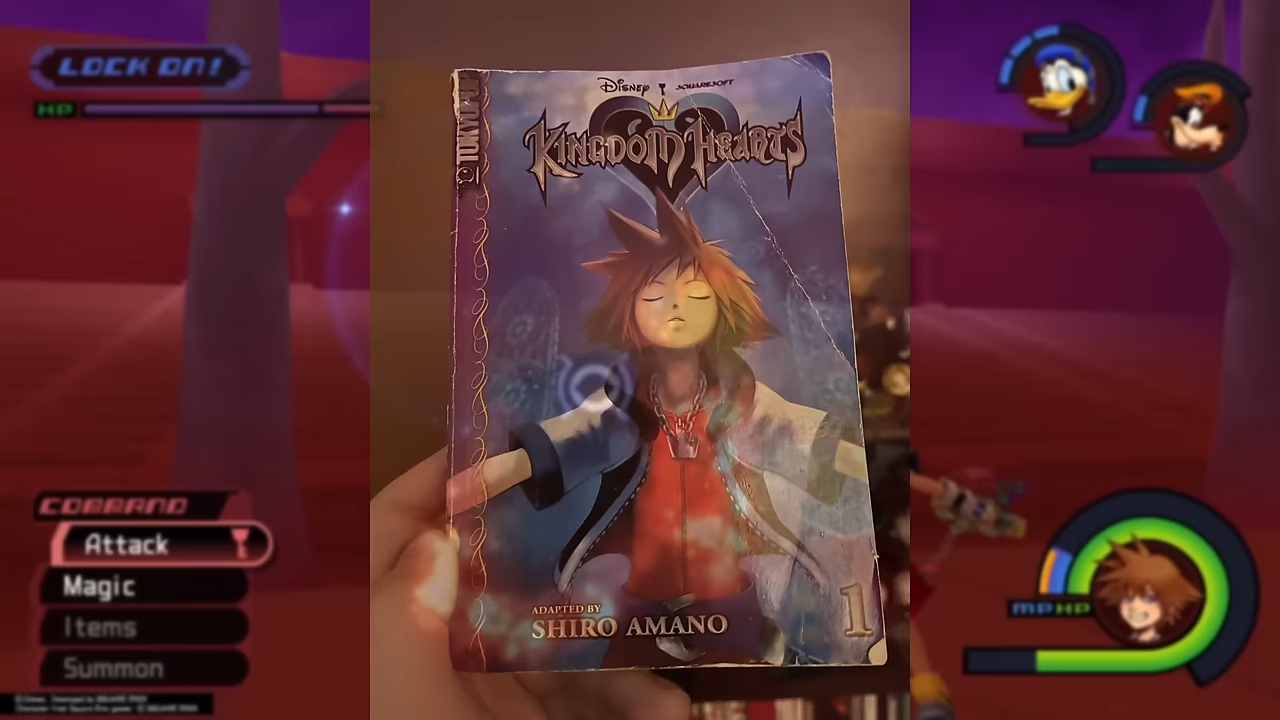 LOCK ON!
HP
COMMAND
Attack
Magic
Items
Summon
TOKYOPOP
Disney SQUARESOFT
KINGDOM HEARTS
ADAPTED BY
SHIRO AMANO
1
MP HP